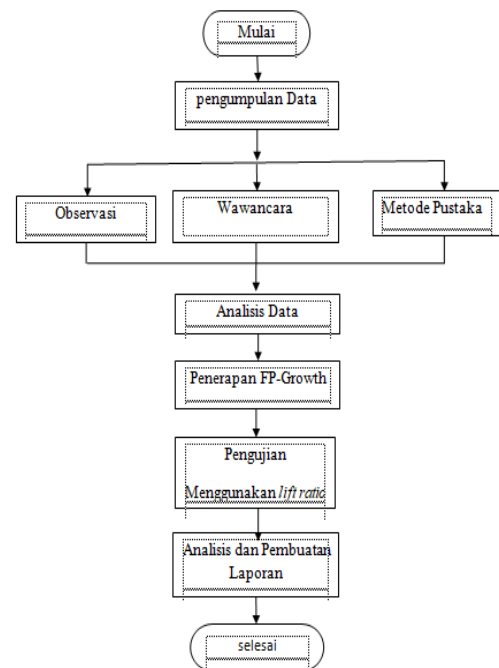 Mulai
pengumpulan Data
Observasi
Wawancara
Metode Pustaka
Analisis Data
Penerapan FP-Growth
Pengujian
Menggunakan lift ratio
Analisis dan Pembuatan
Laporan
selesai